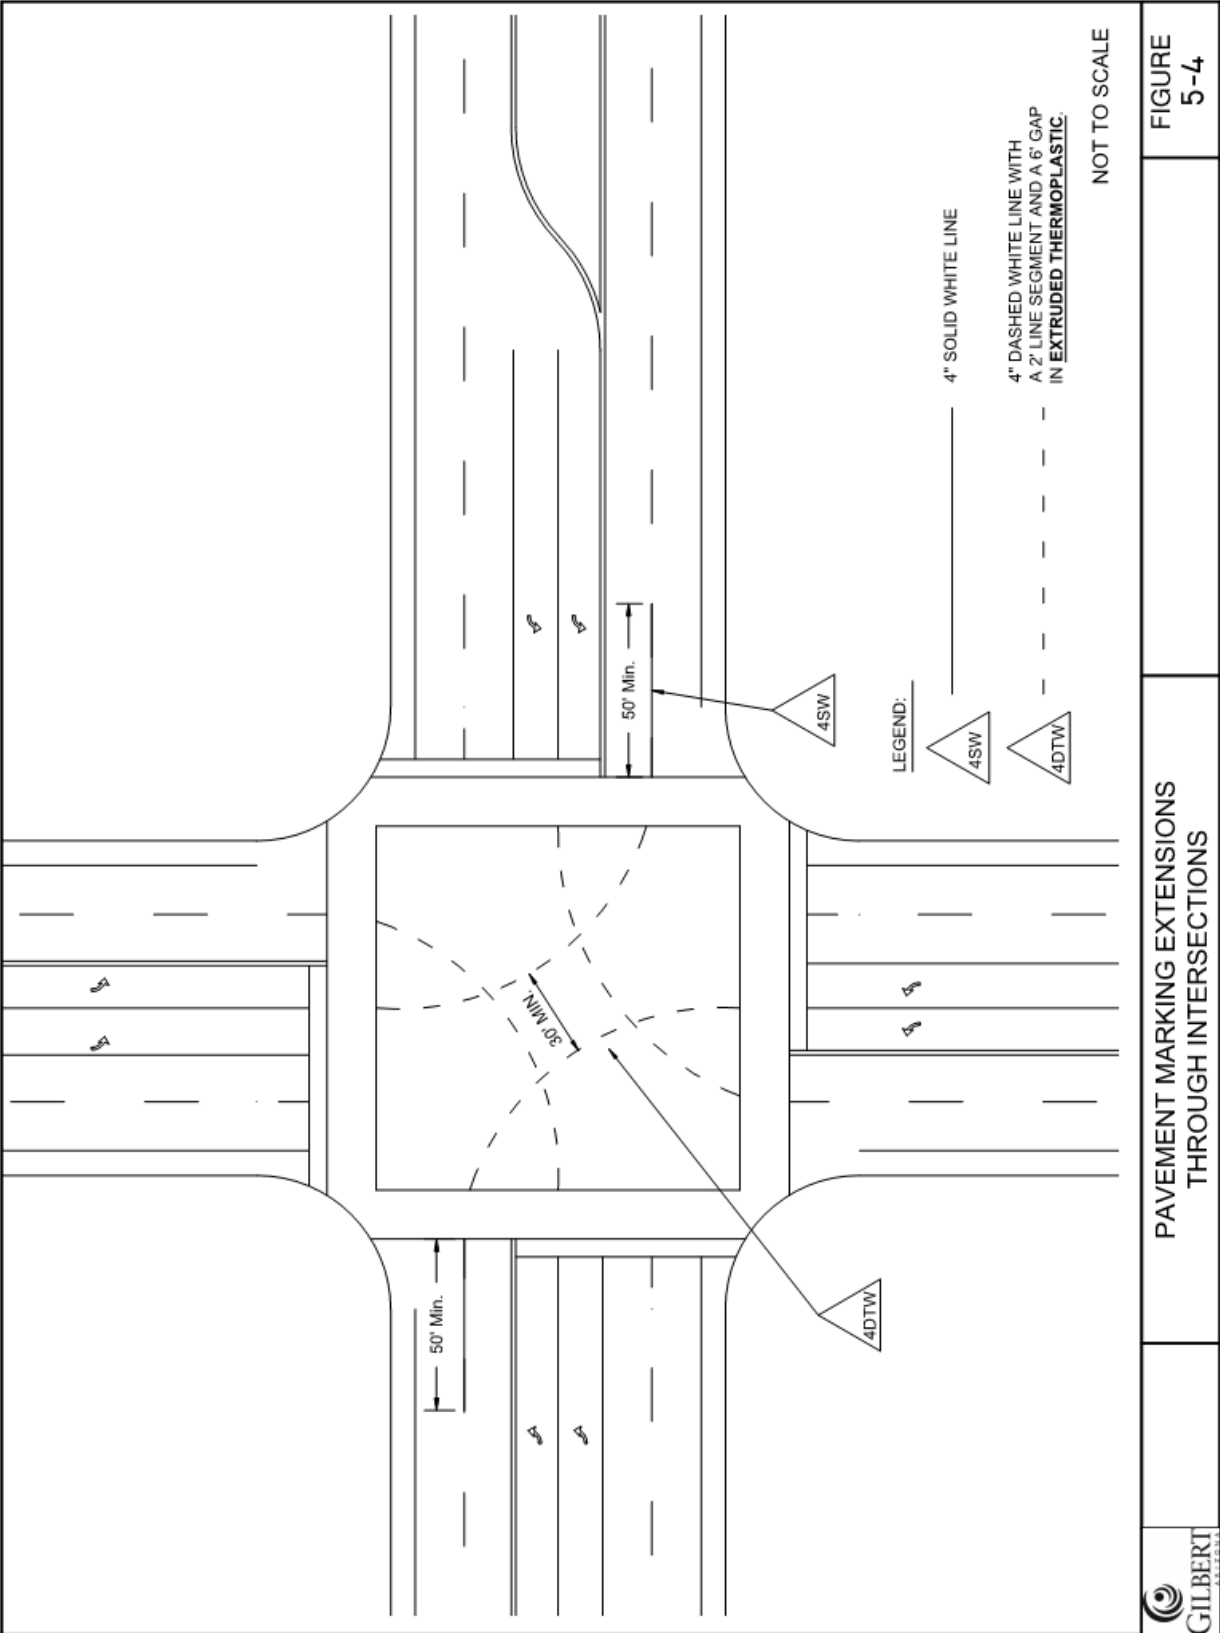 50' Min.
50' Min.
30' MIN.
4SW
4DTW
LEGEND:
4SW
4" SOLID WHITE LINE
4DTW
4" DASHED WHITE LINE WITH
A 2' LINE SEGMENT AND A 6' GAP
IN EXTRUDED THERMOPLASTIC.
NOT TO SCALE
GILBERT
ARIZONA
PAVEMENT MARKING EXTENSIONS
THROUGH INTERSECTIONS
FIGURE
5-4